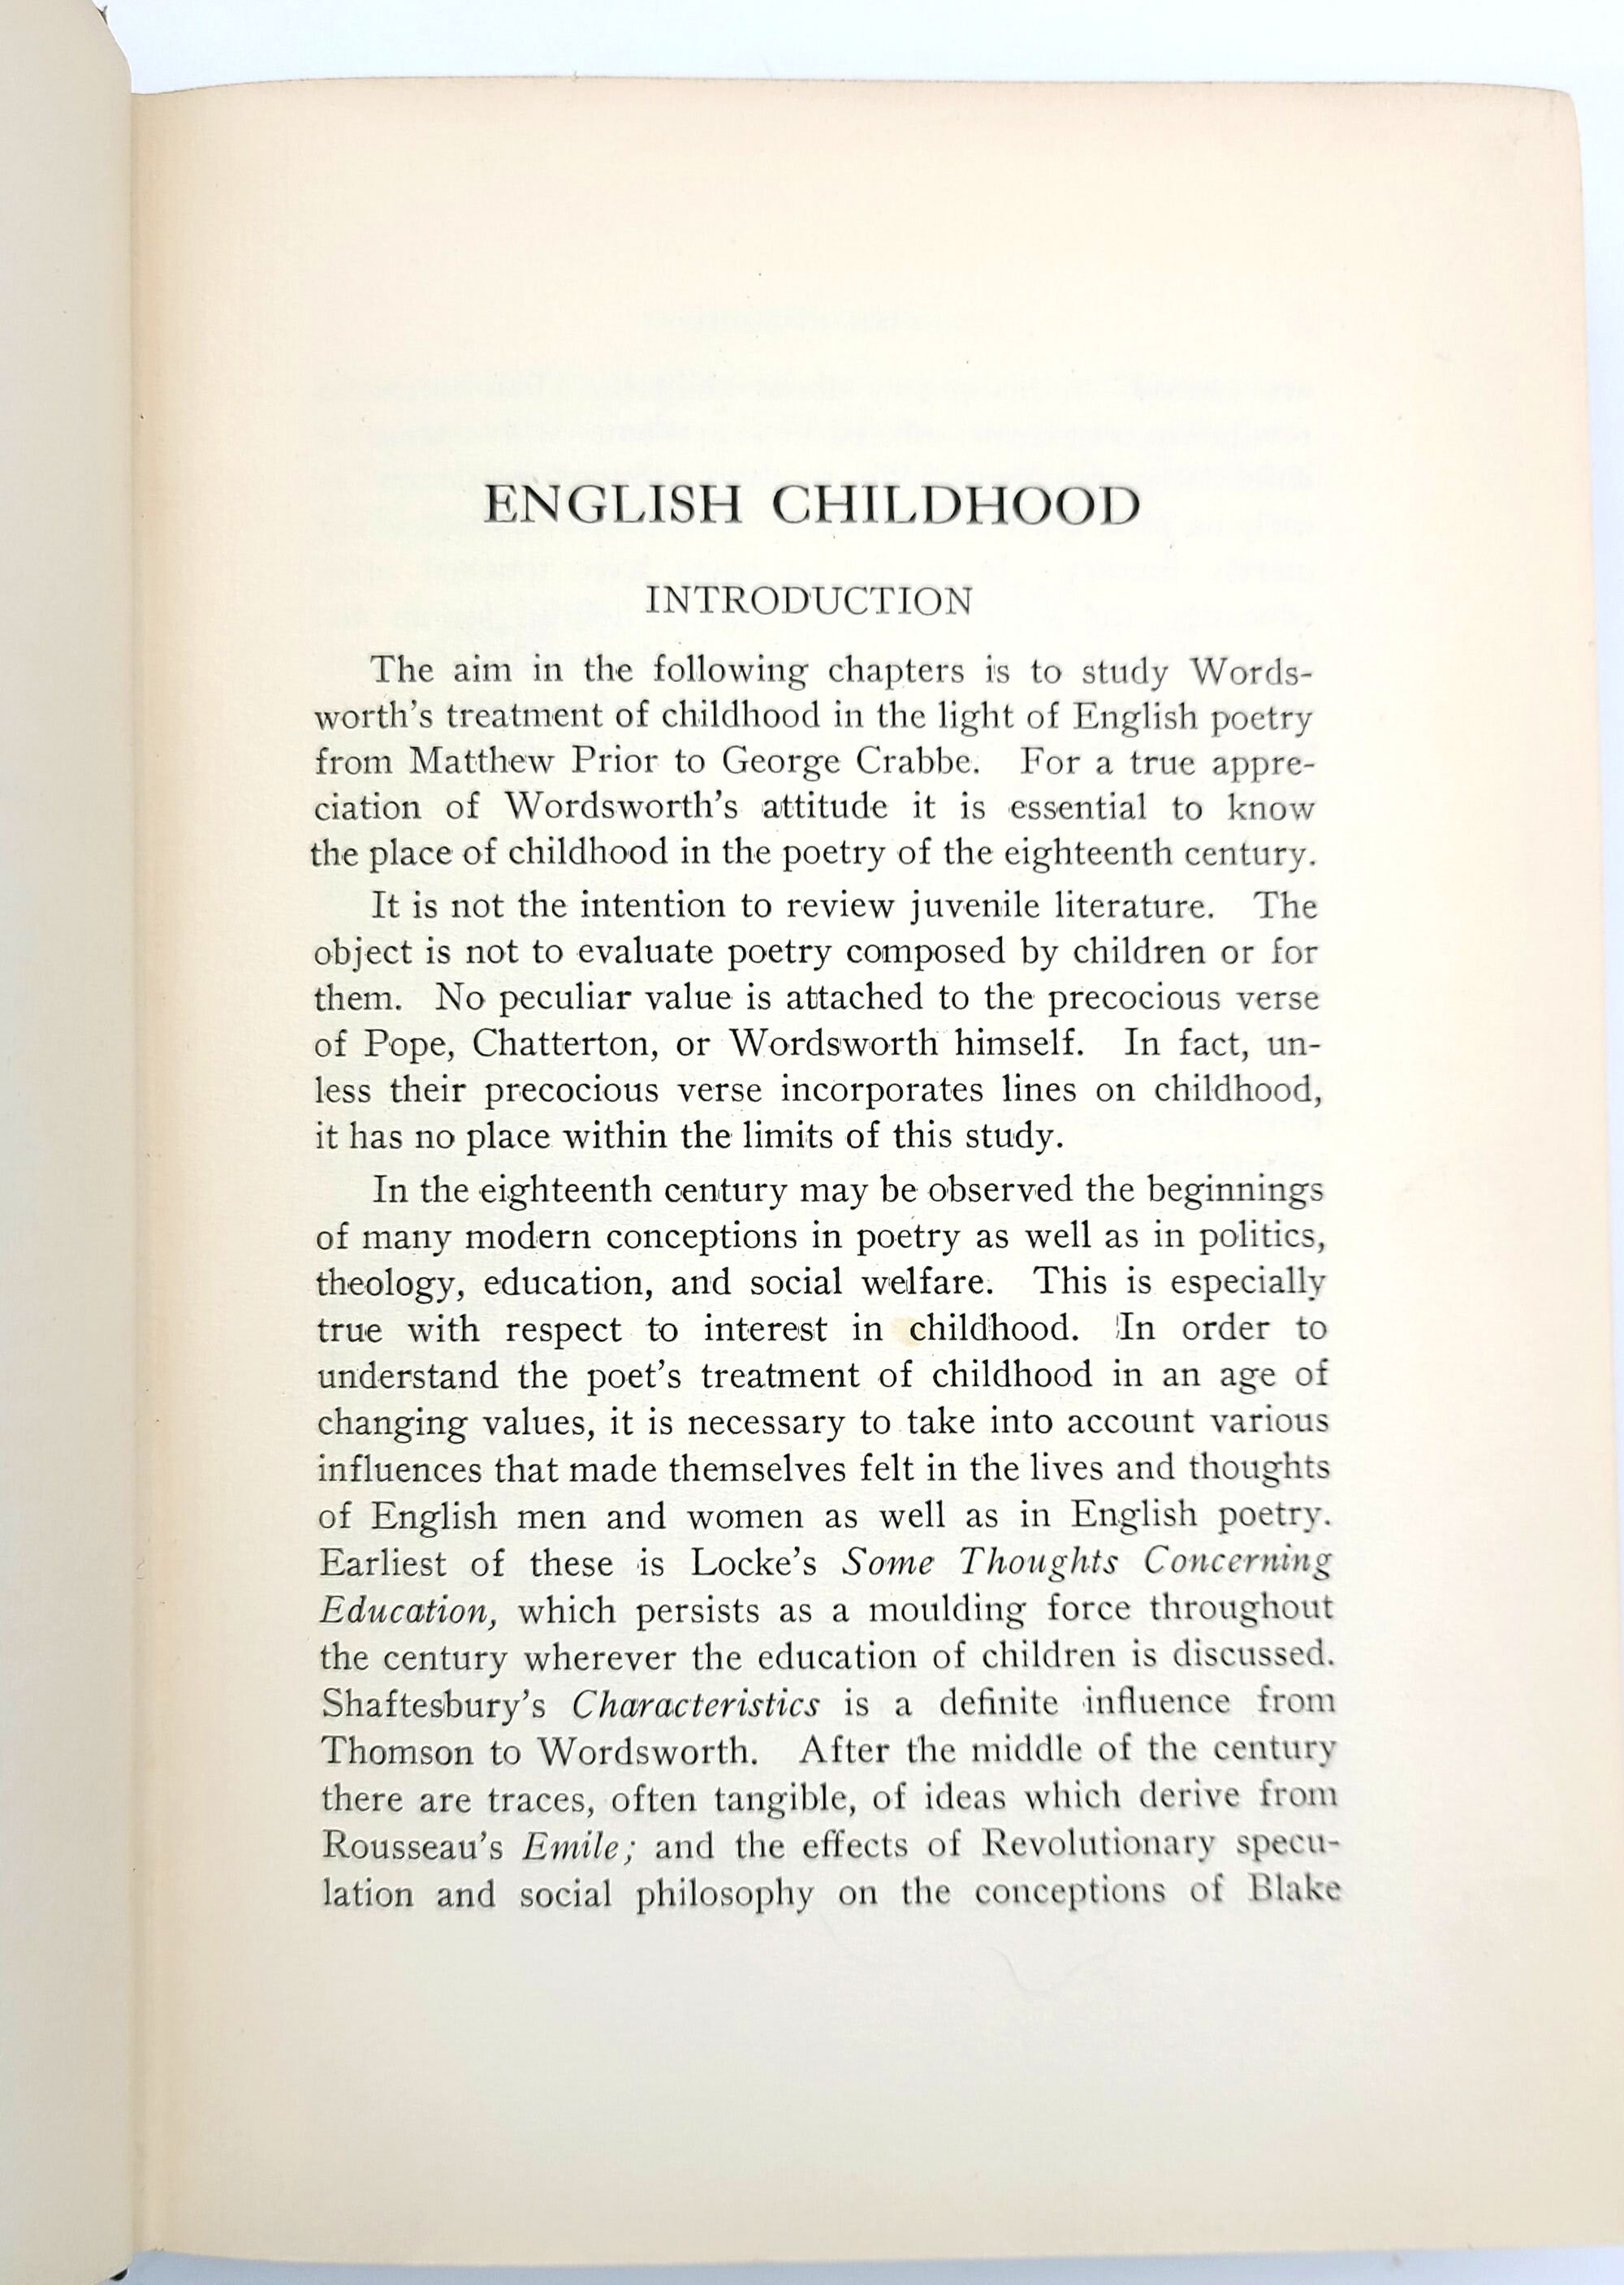 ENGLISH CHILDHOOD
INTRODUCTION
The aim in the following chapters is to study Words-
worth's treatment of childhood in the light of English poetry
from Matthew Prior to George Crabbe. For a true appre-
ciation of Wordsworth's attitude it is essential to know
the place of childhood in the poetry of the eighteenth century.
It is not the intention to review juvenile literature. The
object is not to evaluate poetry composed by children or for
them. No peculiar value is attached to the precocious verse
of Pope, Chatterton, or Wordsworth himself. In fact, un-
less their precocious verse incorporates lines on childhood,
it has no place within the limits of this study.
In the eighteenth century may be observed the beginnings
of many modern conceptions in poetry as well as in politics,
theology, education, and social welfare. This is especially
true with respect to interest in childhood. In order to
understand the poet's treatment of childhood in an age of
changing values, it is necessary to take into account various
influences that made themselves felt in the lives and thoughts
of English men and women as well as in English poetry.
Earliest of these is Locke's Some Thoughts Concerning
Education, which persists as a moulding force throughout
the century wherever the education of children is discussed.
Shaftesbury's Characteristics is a definite influence from
Thomson to Wordsworth. After the middle of the century
there are traces, often tangible, of ideas which derive from
Rousseau's Emile; and the effects of Revolutionary specu-
lation and social philosophy on the conceptions of Blake